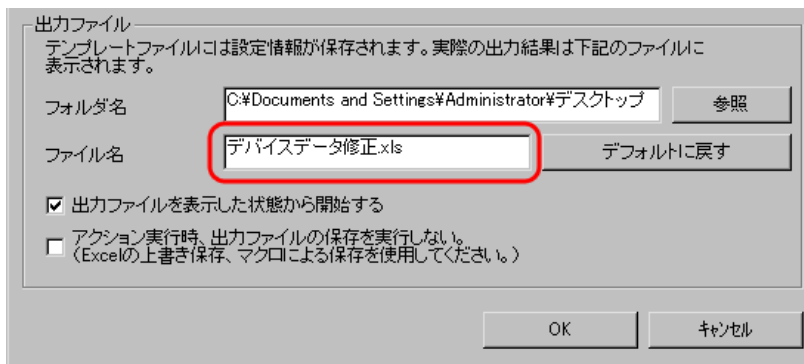 出力ファイル
テンプレートファイルには設定情報が保存されます。実際の出力結果は下記のファイルに
表示されます。
フォルダ名
C:¥Documents and Settings¥Administrator¥デスクトップ
参照
ファイル名
デバイスデータ修正.xls
デフォルトに戻す
出力ファイルを表示した状態から開始する
アクション実行時、出力ファイルの保存を実行しない。
（Excelの上書き保存、マクロによる保存を使用してください。）
OK
キャンセル